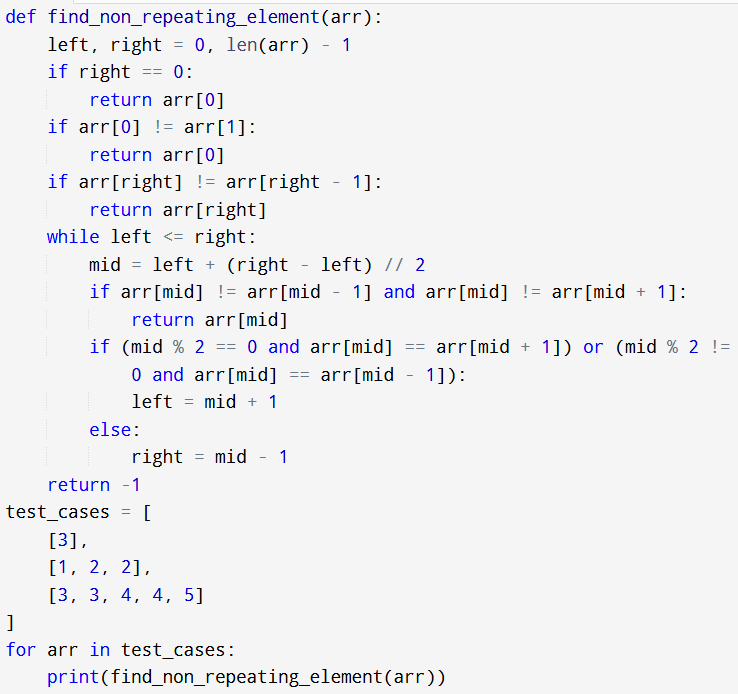 def find_non_repeating_element(arr):
    left, right = 0, len(arr) - 1
    if right == 0:
        return arr[0]
    if arr[0] != arr[1]:
        return arr[0]
    if arr[right] != arr[right - 1]:
        return arr[right]
    while left <= right:
        mid = left + (right - left) // 2
        if arr[mid] != arr[mid - 1] and arr[mid] != arr[mid + 1]:
            return arr[mid]
        if (mid % 2 == 0 and arr[mid] == arr[mid + 1]) or (mid % 2 !=
            0 and arr[mid] == arr[mid - 1]):
            left = mid + 1
        else:
            right = mid - 1
    return -1
test_cases = [
    [3],
    [1, 2, 2],
    [3, 3, 4, 4, 5]
]
for arr in test_cases:
    print(find_non_repeating_element(arr))